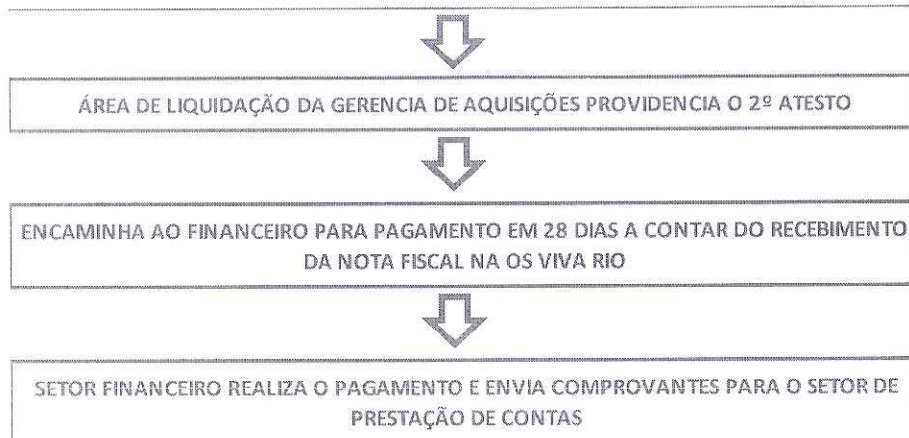 ÁREA DE LIQUIDAÇÃO DA GERENCIA DE AQUISIÇÕES PROVIDENCIA O 2º ATESTO
ENCAMINHA AO FINANCEIRO PARA PAGAMENTO EM 28 DIAS A CONTAR DO RECEBIMENTO
DA NOTA FISCAL NA OS VIVA RIO
SETOR FINANCEIRO REALIZA O PAGAMENTO E ENVIA COMPROVANTES PARA O SETOR DE
PRESTAÇÃO DE CONTAS